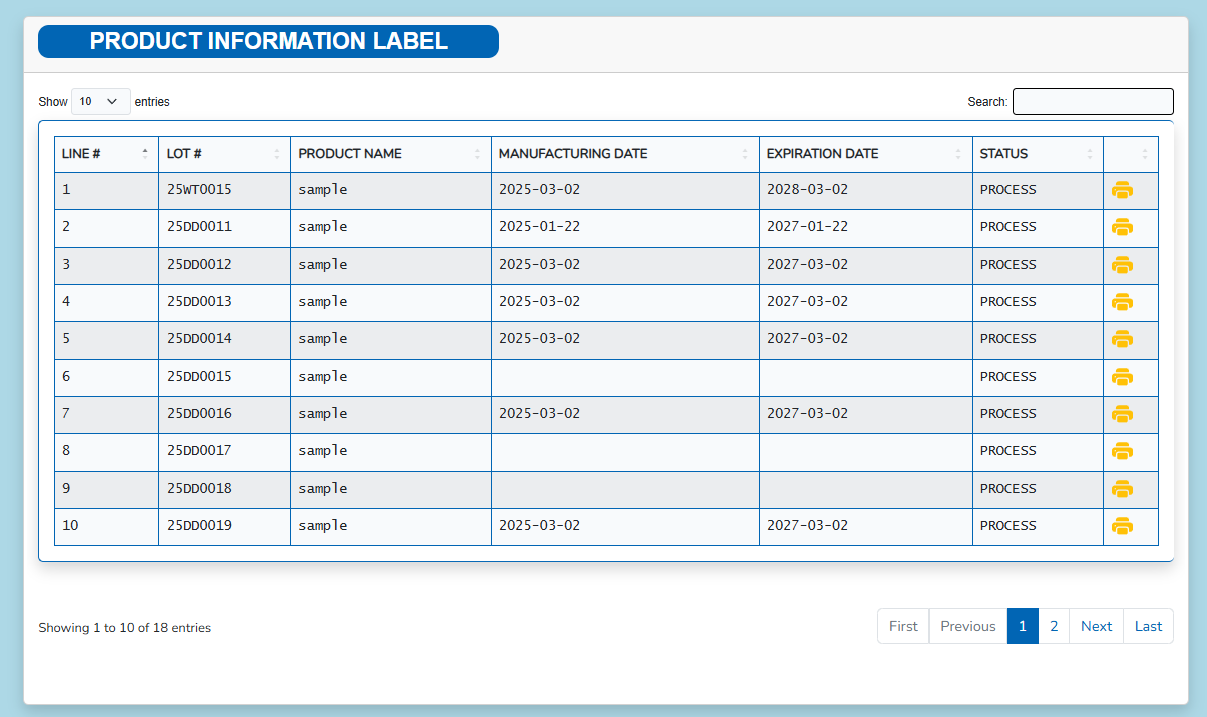 PRODUCT INFORMATION LABEL
Show 10 entries Search:
LINE # LOT # PRODUCT NAME MANUFACTURING DATE EXPIRATION DATE STATUS
1 25WT0015 sample 2025-03-02 2028-03-02 PROCESS
2 25DD0011 sample 2025-01-22 2027-01-22 PROCESS
3 25DD0012 sample 2025-03-02 2027-03-02 PROCESS
4 25DD0013 sample 2025-03-02 2027-03-02 PROCESS
5 25DD0014 sample 2025-03-02 2027-03-02 PROCESS
6 25DD0015 sample PROCESS
7 25DD0016 sample 2025-03-02 2027-03-02 PROCESS
8 25DD0017 sample PROCESS
9 25DD0018 sample PROCESS
10 25DD0019 sample 2025-03-02 2027-03-02 PROCESS
Showing 1 to 10 of 18 entries First Previous 1 2 Next Last